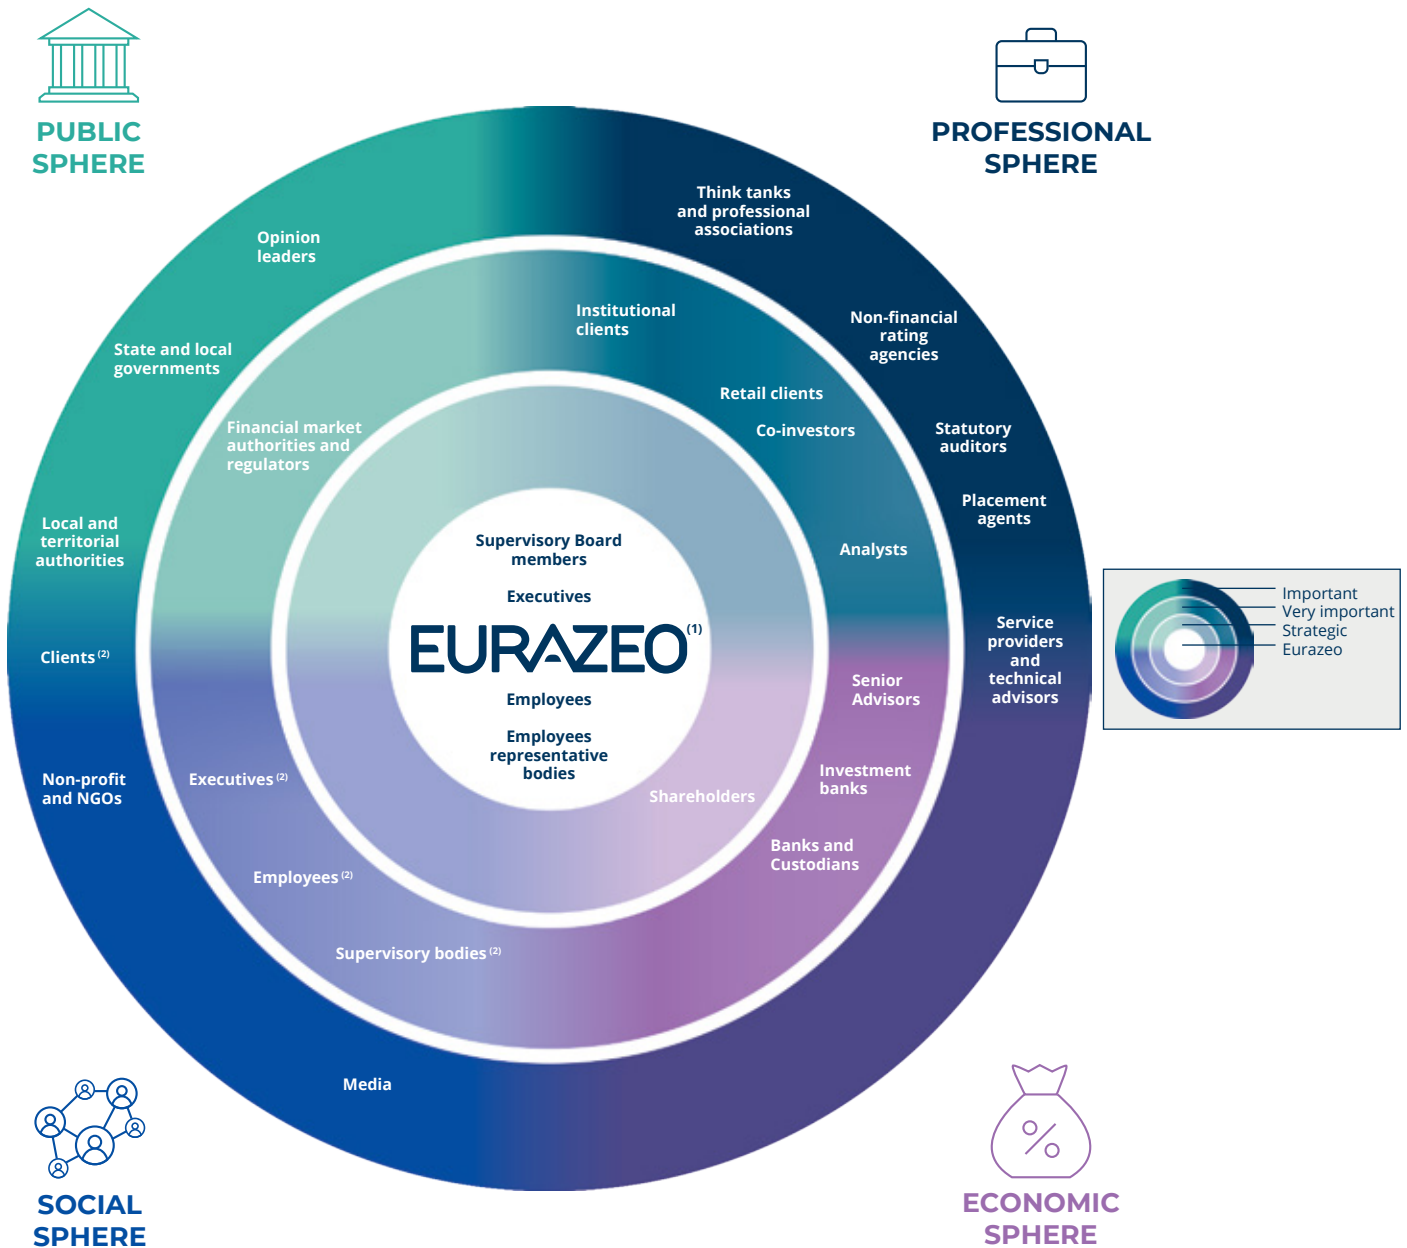 PUBLIC
SPHERE
PROFESSIONAL
SPHERE
Think tanks
and professional
associations
Opinion
leaders
Institutional
clients
Non-financial
rating
agencies
State and local
governments
Retail clients
Co-investors
Financial market
authorities and
regulators
Statutory
auditors
Placement
agents
Local and
territorial
authorities
Supervisory Board
members
Analysts
Executives
EURAZEO(1)
Service
providers
and
technical
advisors
Clients (2)
Senior
Advisors
Employees
Employees
representative
bodies
Non-profit
and NGOs
Executives (2)
Investment
banks
Shareholders
Banks and
Custodians
Employees (2)
Supervisory bodies (2)
Media
Important
Very important
Strategic
Eurazeo
SOCIAL
SPHERE
%
ECONOMIC
SPHERE